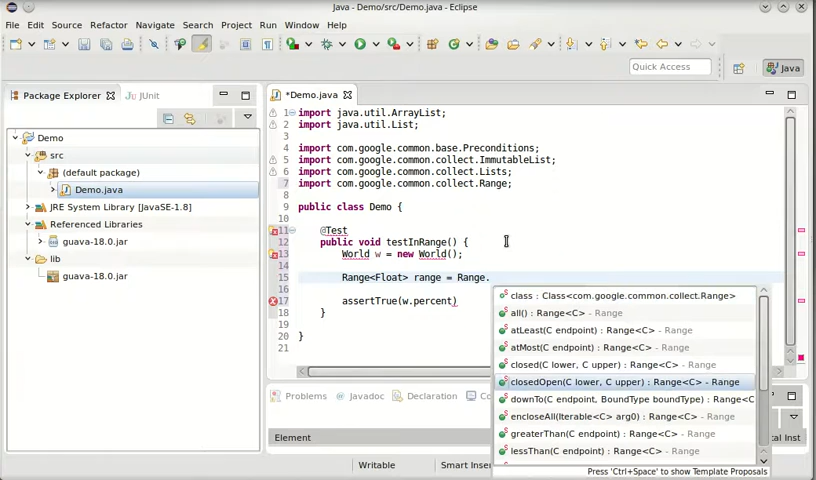 Java - Demo/src/Demo.java - Eclipse
File Edit Source Refactor Navigate Search Project Run Window Help
Quick Access
Java
Package Explorer
JUnit
*Demo.java
Demo
src
(default package)
Demo.java
JRE System Library [JavaSE-1.8]
Referenced Libraries
guava-18.0.jar
lib
guava-18.0.jar
1 import java.util.ArrayList;
2 import java.util.List;
4 import com.google.common.base.Preconditions;
5 import com.google.common.collect.ImmutableList;
6 import com.google.common.collect.Lists;
7 import com.google.common.collect.Range;
8
9 public class Demo {
10
11 @Test
12 public void testInRange() {
13 World w = new World();
14
15 Range<Float> range = Range.
16
17 assertTrue(w.percent)
18 }
19
20 }
21
class : Class<com.google.common.collect.Range>
all() : Range<C> - Range
atLeast(C endpoint) : Range<C> - Range
atMost(C endpoint) : Range<C> - Range
closed(C lower, C upper) : Range<C> - Range
closedOpen(C lower, C upper) : Range<C> - Range
downTo(C endpoint, BoundType boundType) : Range<C
encloseAll(Iterable<C> arg0) : Range<C> - Range
greaterThan(C endpoint) : Range<C> - Range
lessThan(C endpoint) : Range<C> - Range
Press 'Ctrl+Space' to show Template Proposals
Problems
Javadoc
Declaration
Co
Element
tal Inst
Writable
Smart Inser